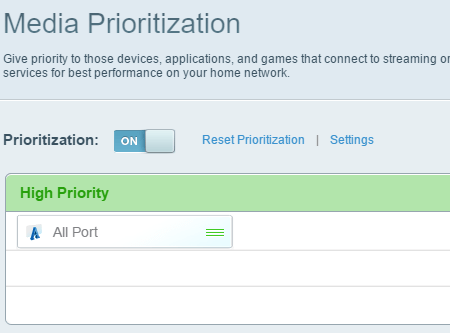 Media Prioritization
Give priority to those devices, applications, and games that connect to streaming or
services for best performance on your home network.
Prioritization: ON Reset Prioritization | Settings
High Priority
A All Port